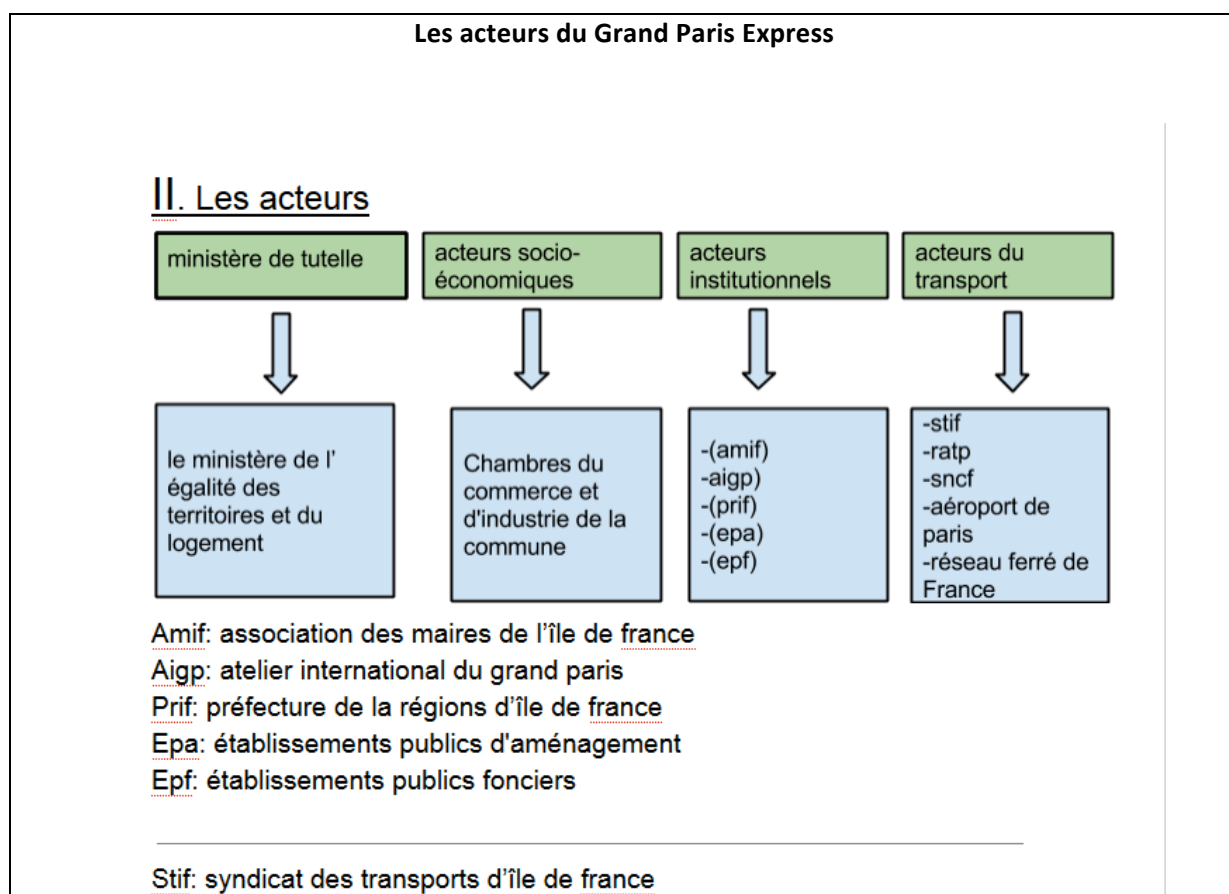 Les acteurs du Grand Paris Express
II. Les acteurs
ministère de tutelle
acteurs socio-
économiques
acteurs
institutionnels
acteurs du
transport
le ministère de l'
égalité des
territoires et du
logement
Chambres du
commerce et
d'industrie de la
commune
-(amif)
-aigp)
-(prif)
-(epa)
-(epf)
-stif
-ratp
-sncf
-aéroport de
paris
-réseau ferré de
France
Amif: association des maires de l'île de france
Aigp: atelier international du grand paris
Prif: préfecture de la régions d'île de france
Epa: établissements publics d'aménagement
Epf: établissements publics fonciers
Stif: syndicat des transports d'île de france